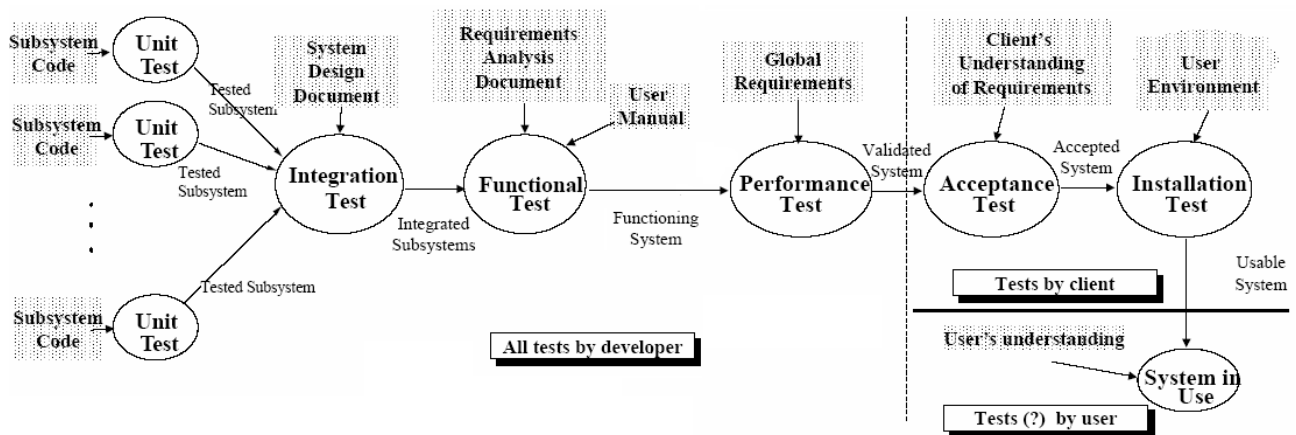 Subsystem
Code
Unit
Test
Tested
Subsystem
Subsystem
Code
Unit
Test
Tested
Subsystem
Subsystem
Code
Unit
Test
Tested Subsystem
System
Design
Document
Integration
Test
Integrated
Subsystems
Requirements
Analysis
Document
User
Manual
Functional
Test
Functioning
System
Global
Requirements
Performance
Test
Validated
System
All tests by developer
Client's
Understanding
of Requirements
Acceptance
Test
Accepted
System
User
Environment
Installation
Test
Tests by client
Usable
System
User's understanding
System in
Use
Tests (?) by user